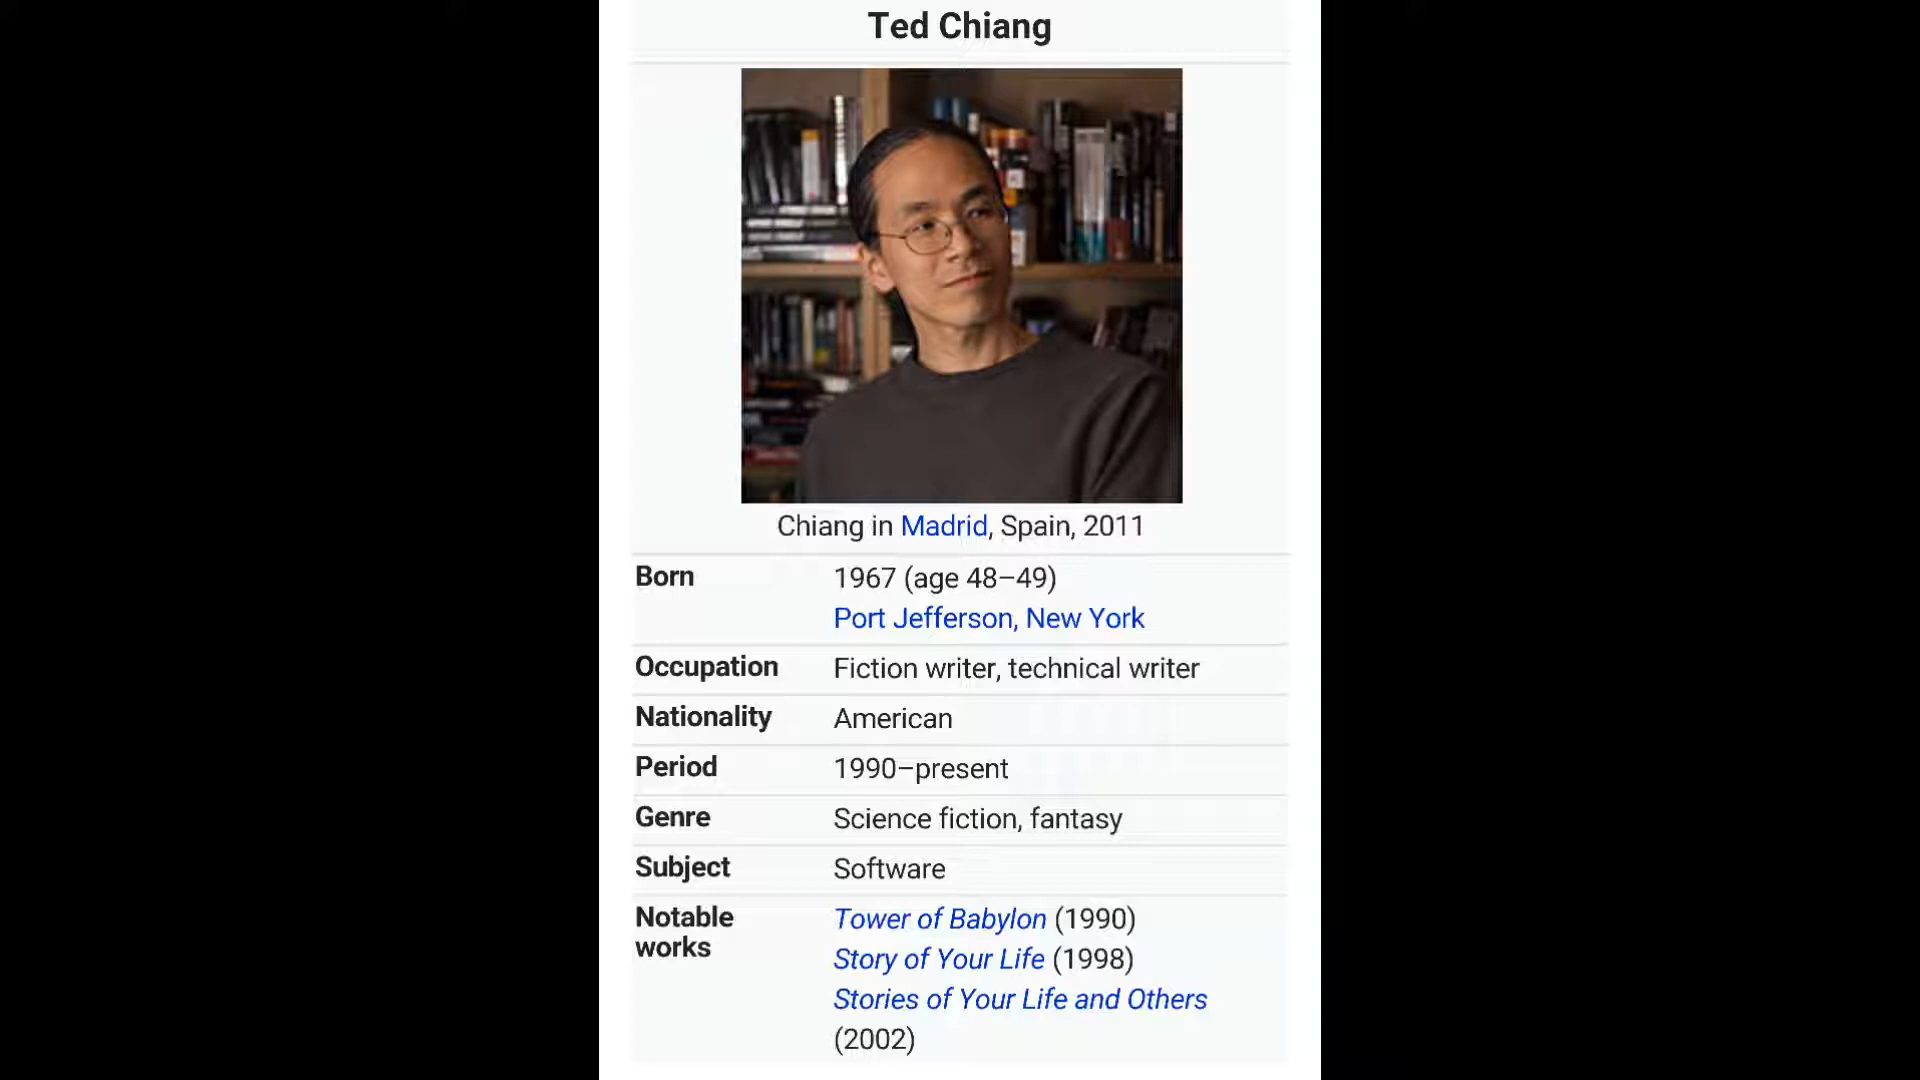 Ted Chiang
Chiang in Madrid, Spain, 2011
Born 1967 (age 48–49)
Port Jefferson, New York
Occupation Fiction writer, technical writer
Nationality American
Period 1990–present
Genre Science fiction, fantasy
Subject Software
Notable works Tower of Babylon (1990)
Story of Your Life (1998)
Stories of Your Life and Others
(2002)